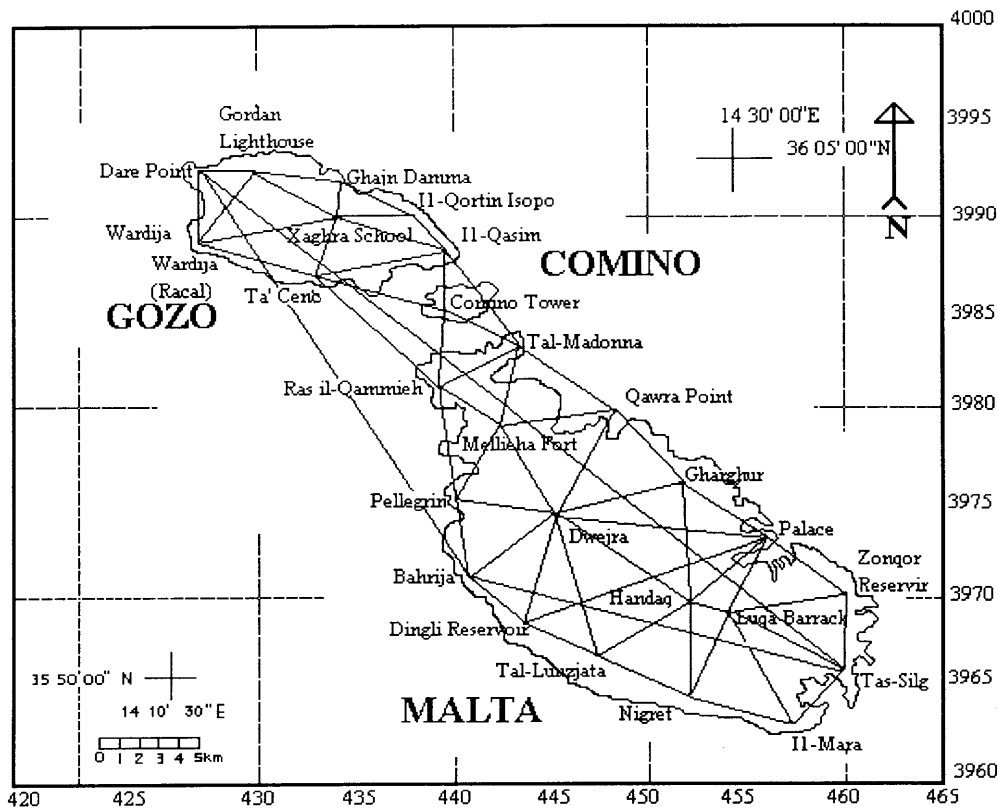 4000
Gordan
Lighthouse
14 30' 00"E
3995
36 05' 00"N
Dare Point
Ghajn Damma
Il-Qortin Isopo
3990
N
Wardija
Xaghra School
Il-Qasim
COMINO
Wardija
(Racal)
Ta' Cenc
GOZO
Comino Tower
3985
Tal-Madonna
Ras il-Qammieh
Qawra Point
3980
Mellieha Fort
Gharghur
Pellegrin
3975
Dwejra
Palace
Zonqor
Reservir
Bahrija
Handaq
3970
Luqa-Barrack
Dingli Reservoir
Tal-Lunzjata
35 50' 00" N
Tas-Silg
3965
14 10' 30" E
MALTA
Nigret
Il-Mara
0 1 2 3 4 5km
3960
420 425 430 435 440 445 450 455 460 465